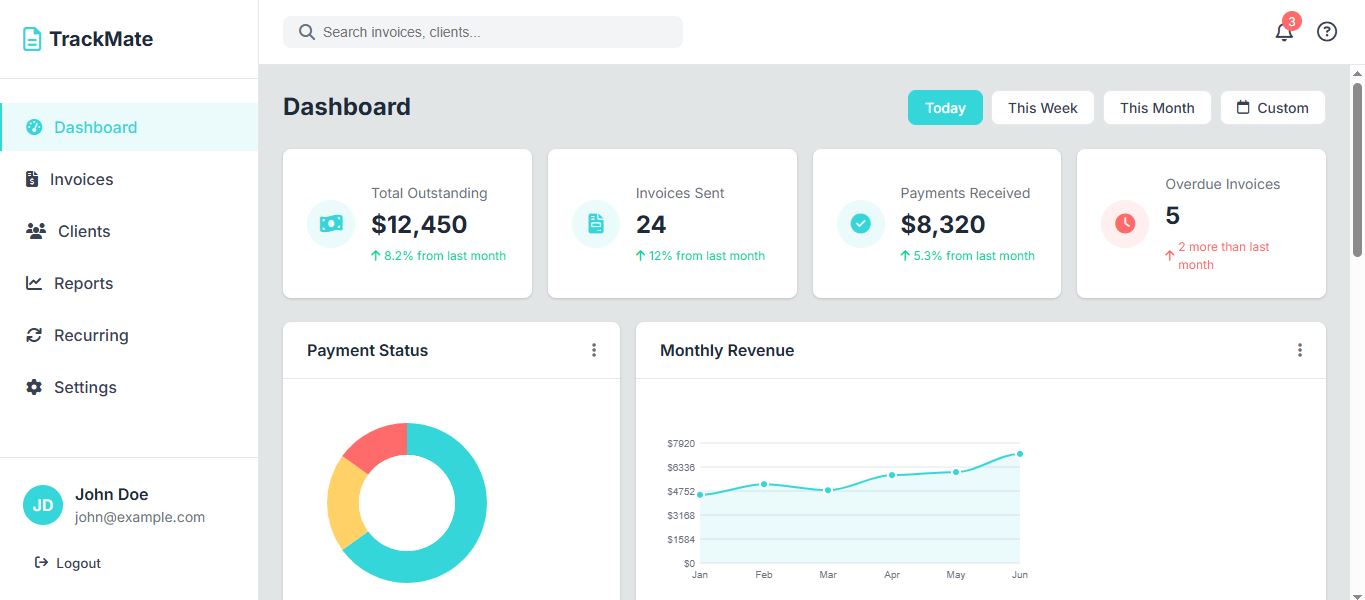 TrackMate
Search invoices, clients...
3
Dashboard
Invoices
Clients
Reports
Recurring
Settings
JD
John Doe
john@example.com
Logout
Dashboard
Today
This Week
This Month
Custom
Total Outstanding
$12,450
8.2% from last month
Invoices Sent
24
12% from last month
Payments Received
$8,320
5.3% from last month
Overdue Invoices
5
2 more than last
month
Payment Status
Monthly Revenue
$7920
$6336
$4752
$3168
$1584
$0
Jan Feb Mar Apr May Jun